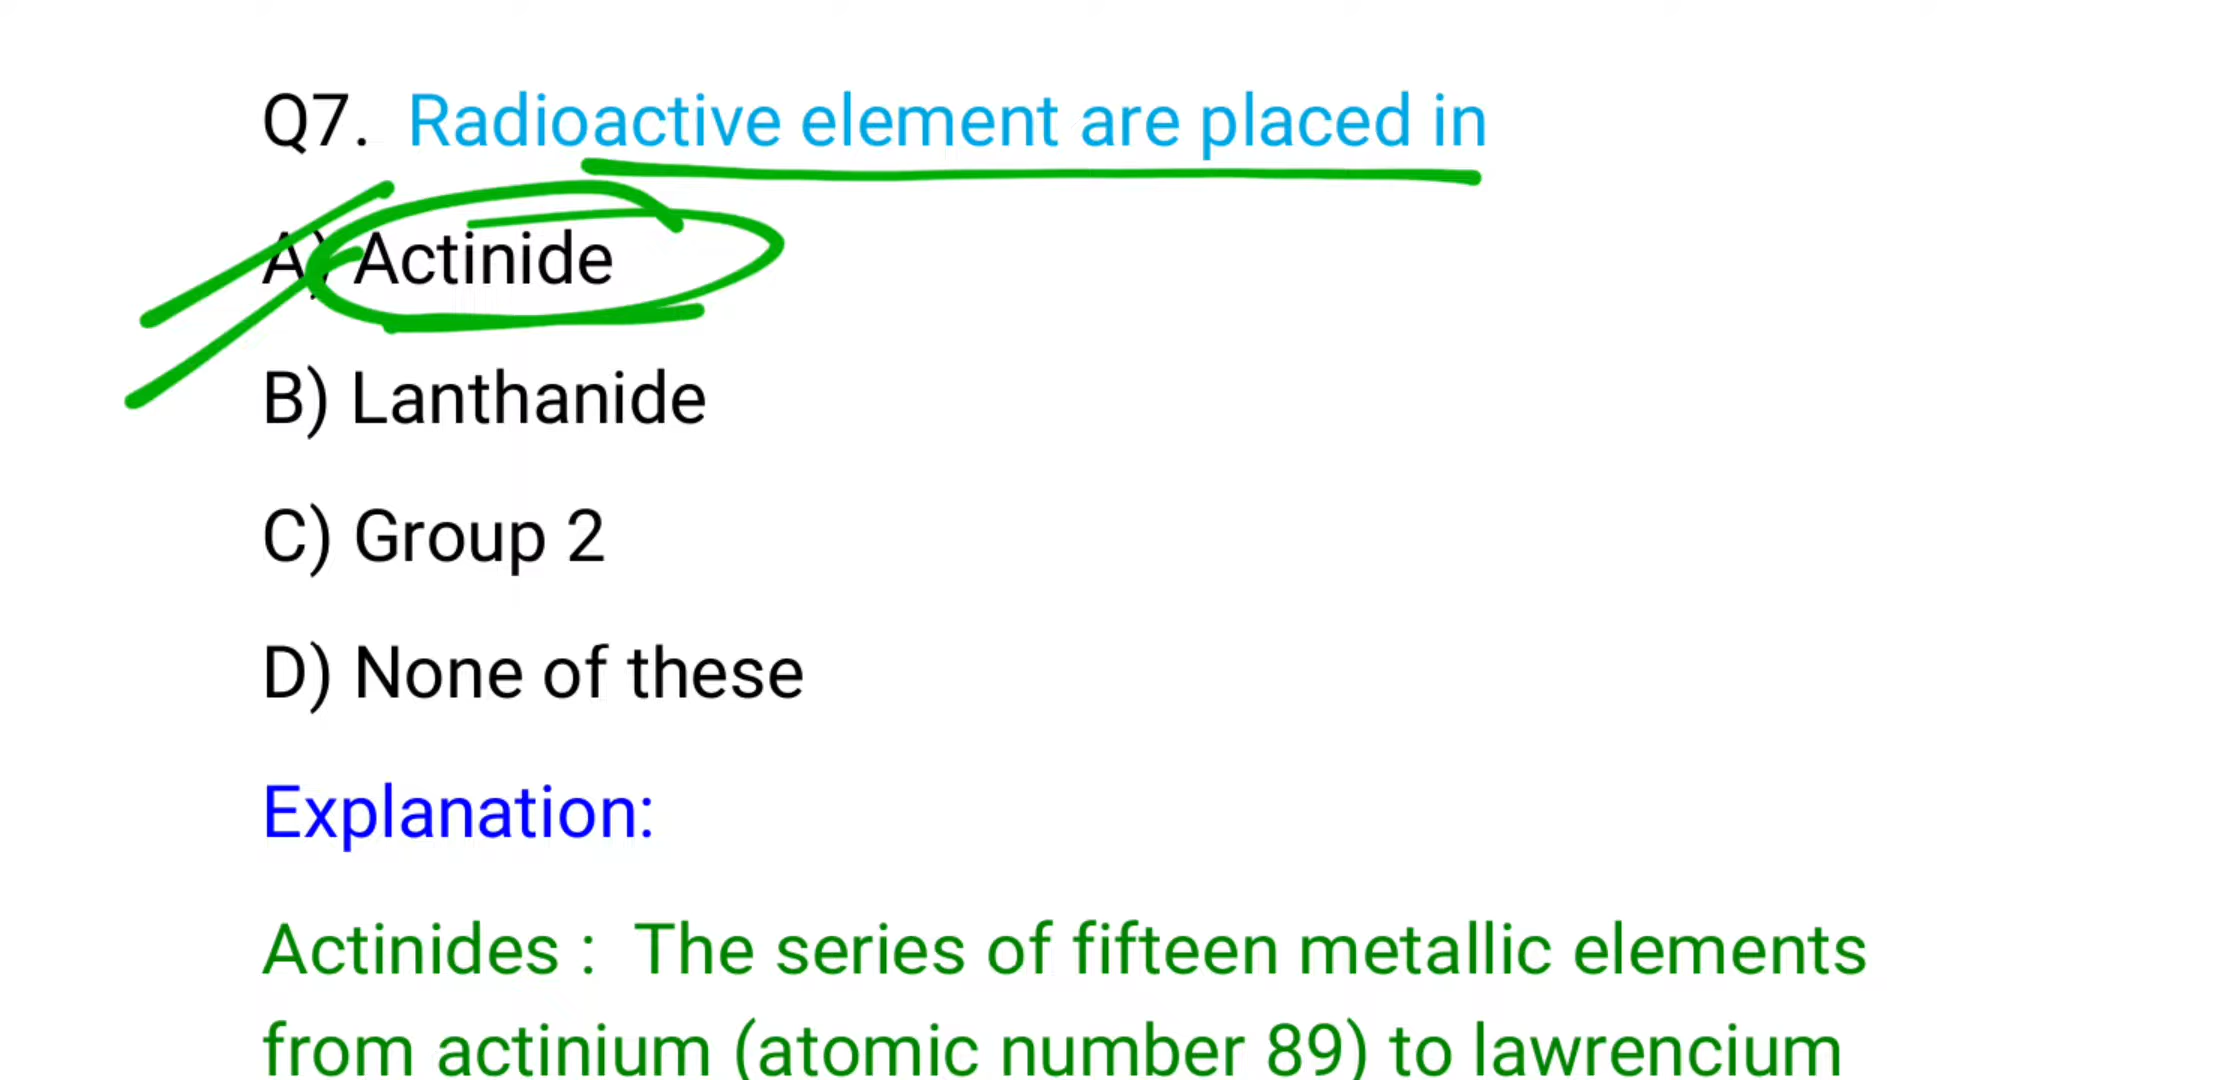 Q7. Radioactive element are placed in
A) Actinide
B) Lanthanide
C) Group 2
D) None of these
Explanation:
Actinides : The series of fifteen metallic elements
from actinium (atomic number 89) to lawrencium